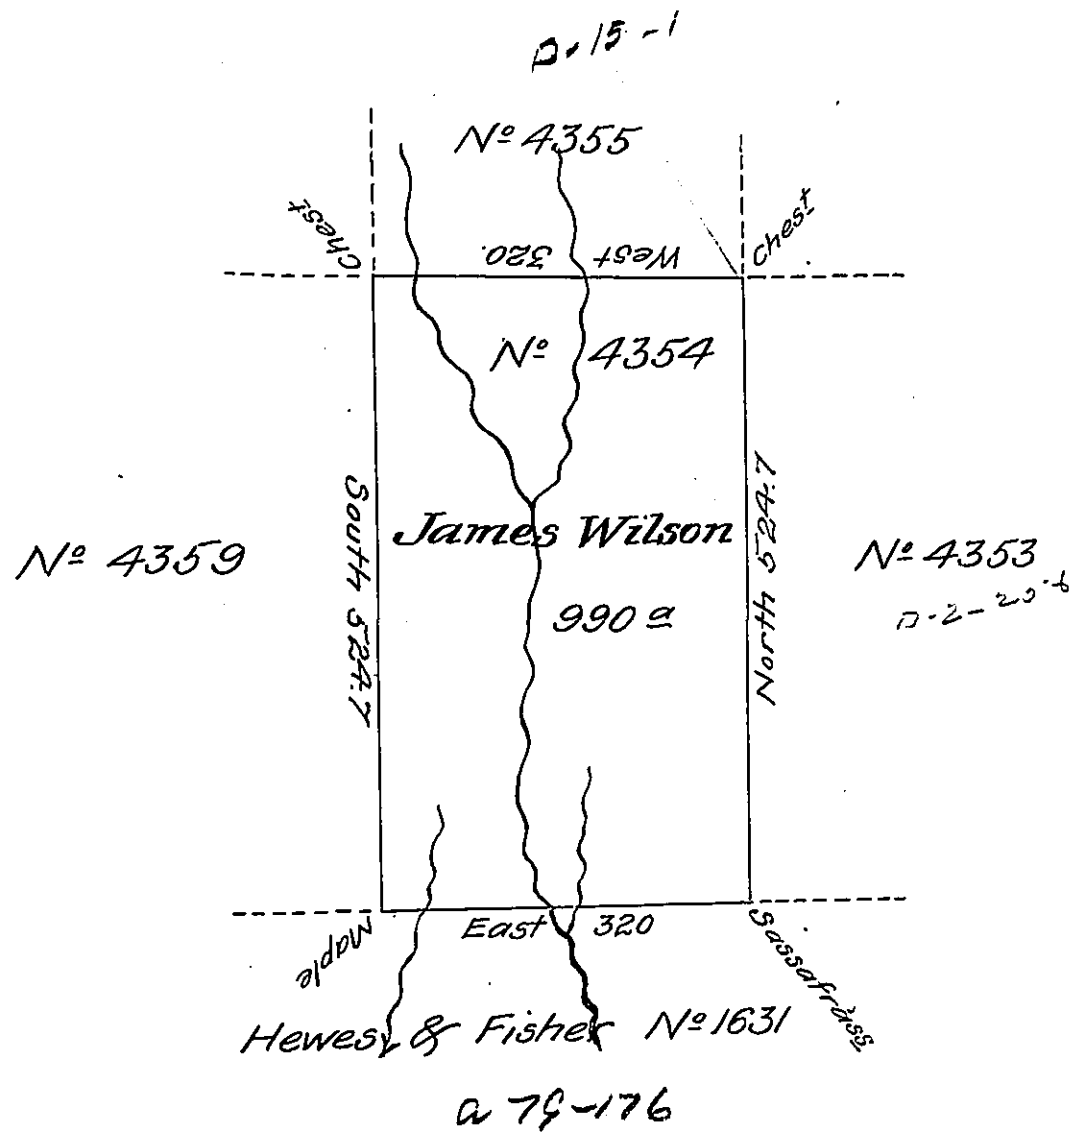 D-15-1
Nº 4355
Chest
Chest
West 320.
Nº 4354
South 524.7
North 524.7
James Wilson
Nº 4359
Nº 4353
D-2-20-6
990 a
East 320
Maple
Sassafrass
Hewes & Fisher Nº 1631
a 79-176